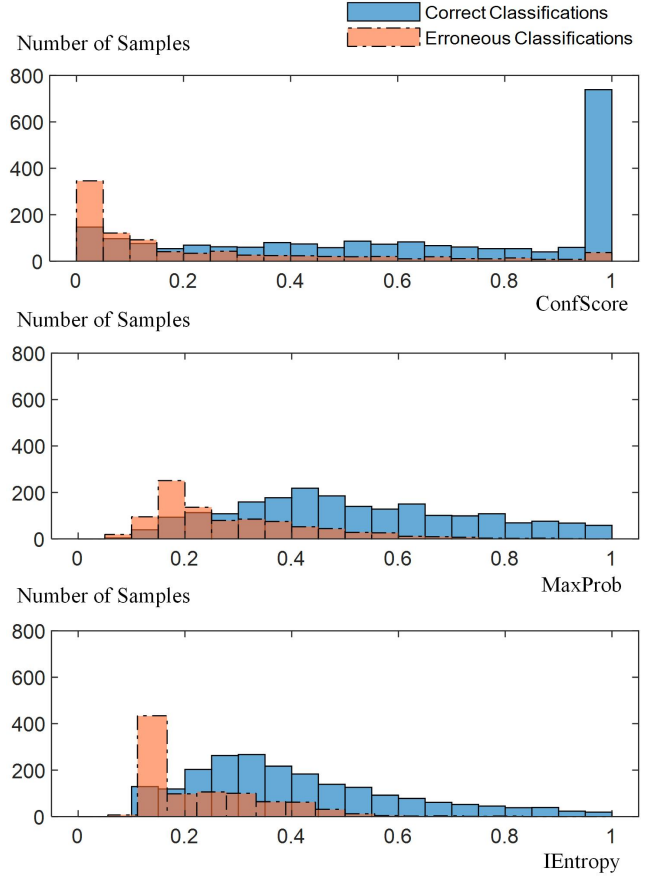 Correct Classifications
Number of Samples
Erroneous Classifications
800
600
400
200
0
0 0.2 0.4 0.6 0.8 1
ConfScore
Number of Samples
800
600
400
200
0
0 0.2 0.4 0.6 0.8 1
MaxProb
Number of Samples
800
600
400
200
0
0 0.2 0.4 0.6 0.8 1
IEntropy